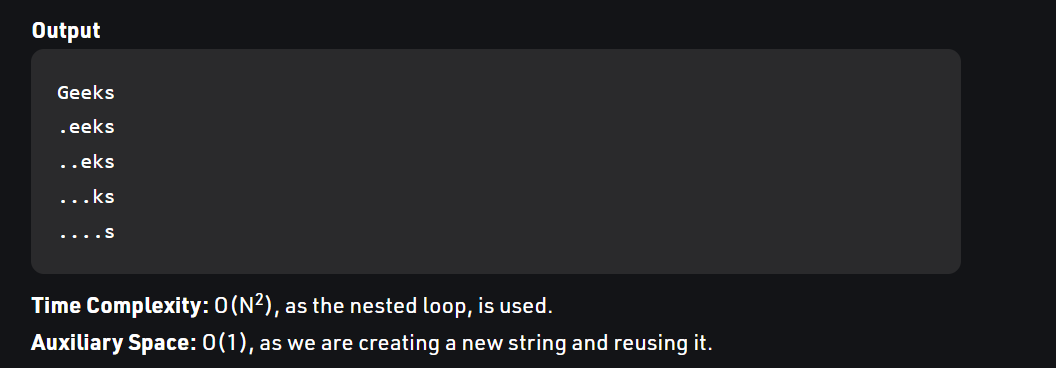 Output
Geeks
.eeks
..eks
...ks
....s
Time Complexity: O(N²), as the nested loop, is used.
Auxiliary Space: O(1), as we are creating a new string and reusing it.